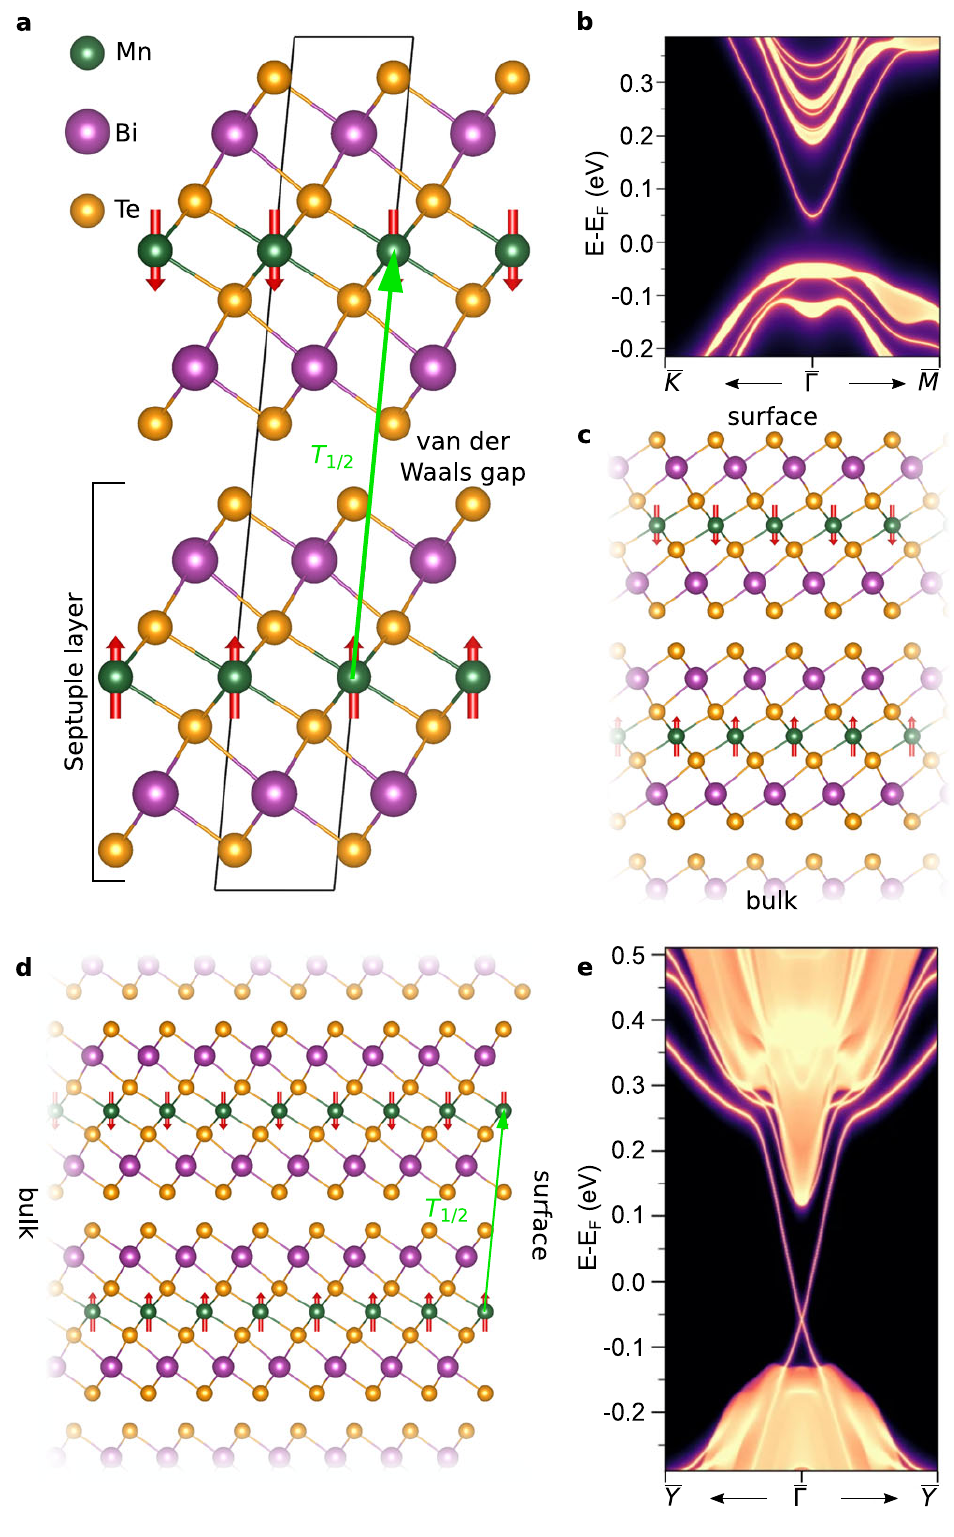 a
Mn
Bi
Te
T1/2
van der
Waals gap
Septuple layer
b
E-EF (eV)
0.3
0.2
0.1
0.0
-0.1
-0.2
K̅ Γ̅ M̅
surface
c
bulk
d
bulk
T1/2
surface
e
E-EF (eV)
0.5
0.4
0.3
0.2
0.1
0.0
-0.1
-0.2
Y̅ Γ̅ Y̅